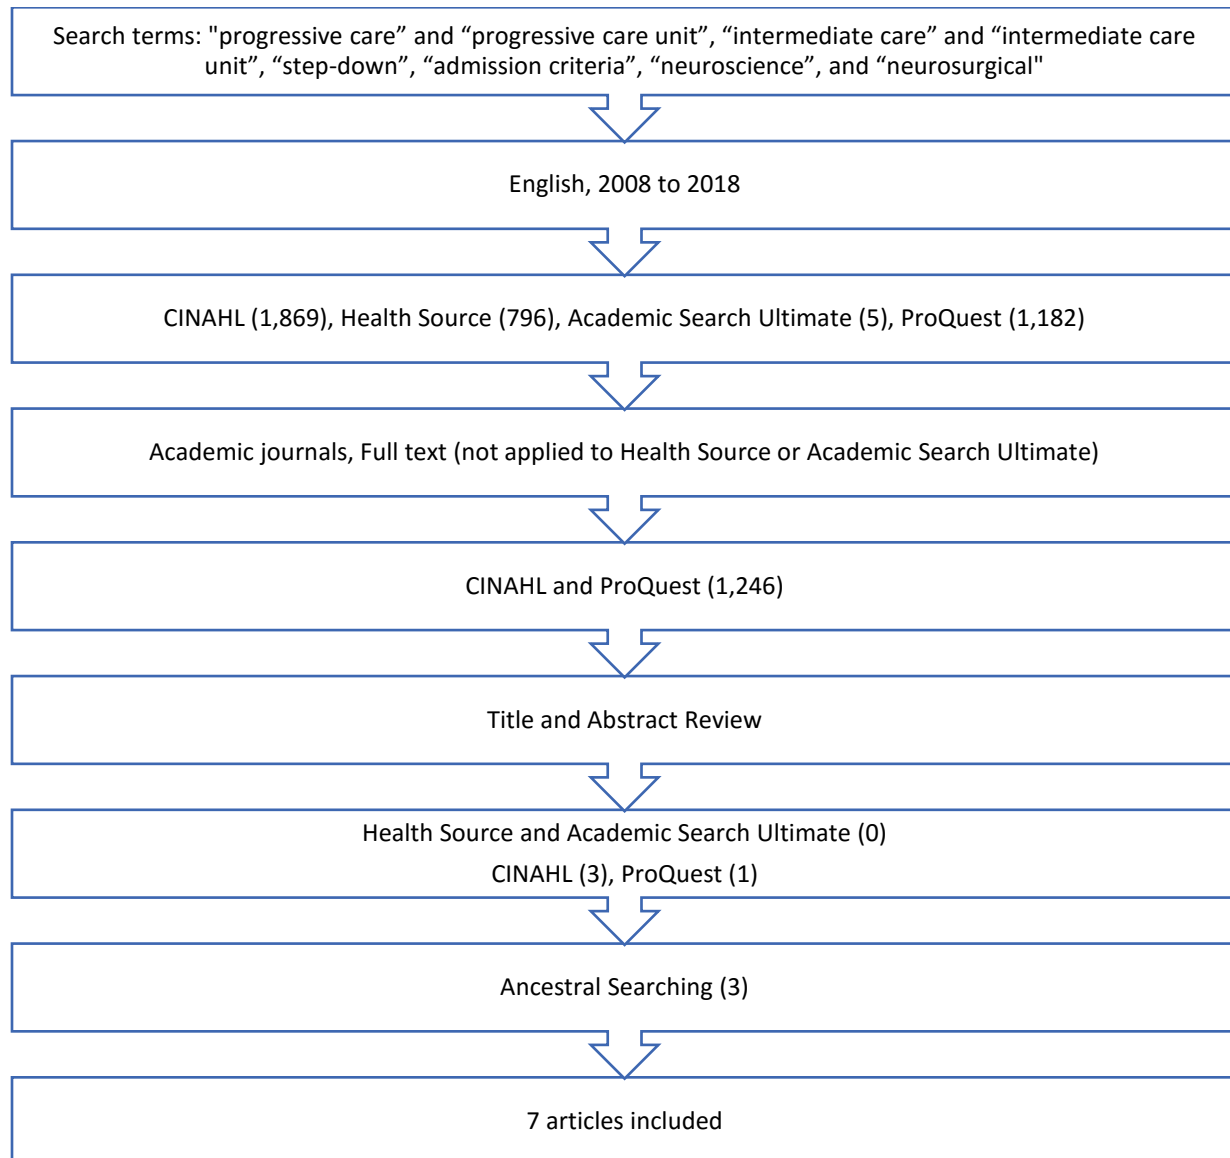 Search terms: "progressive care” and “progressive care unit”, “intermediate care” and “intermediate care
unit”, “step-down”, “admission criteria”, “neuroscience”, and “neurosurgical"
English, 2008 to 2018
CINAHL (1,869), Health Source (796), Academic Search Ultimate (5), ProQuest (1,182)
Academic journals, Full text (not applied to Health Source or Academic Search Ultimate)
CINAHL and ProQuest (1,246)
Title and Abstract Review
Health Source and Academic Search Ultimate (0)
CINAHL (3), ProQuest (1)
Ancestral Searching (3)
7 articles included